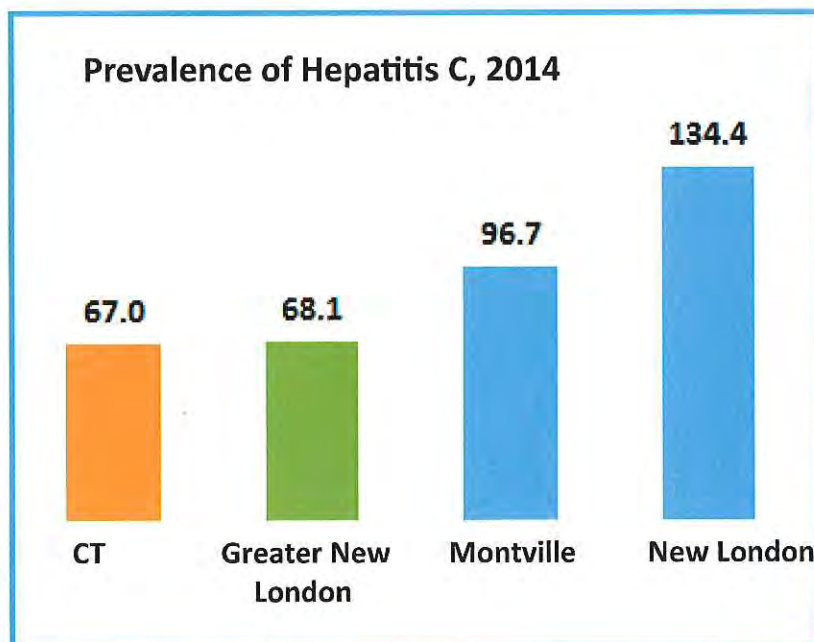 Prevalence of Hepatitis C, 2014
134.4
96.7
67.0
68.1
CT
Greater New
London
Montville
New London